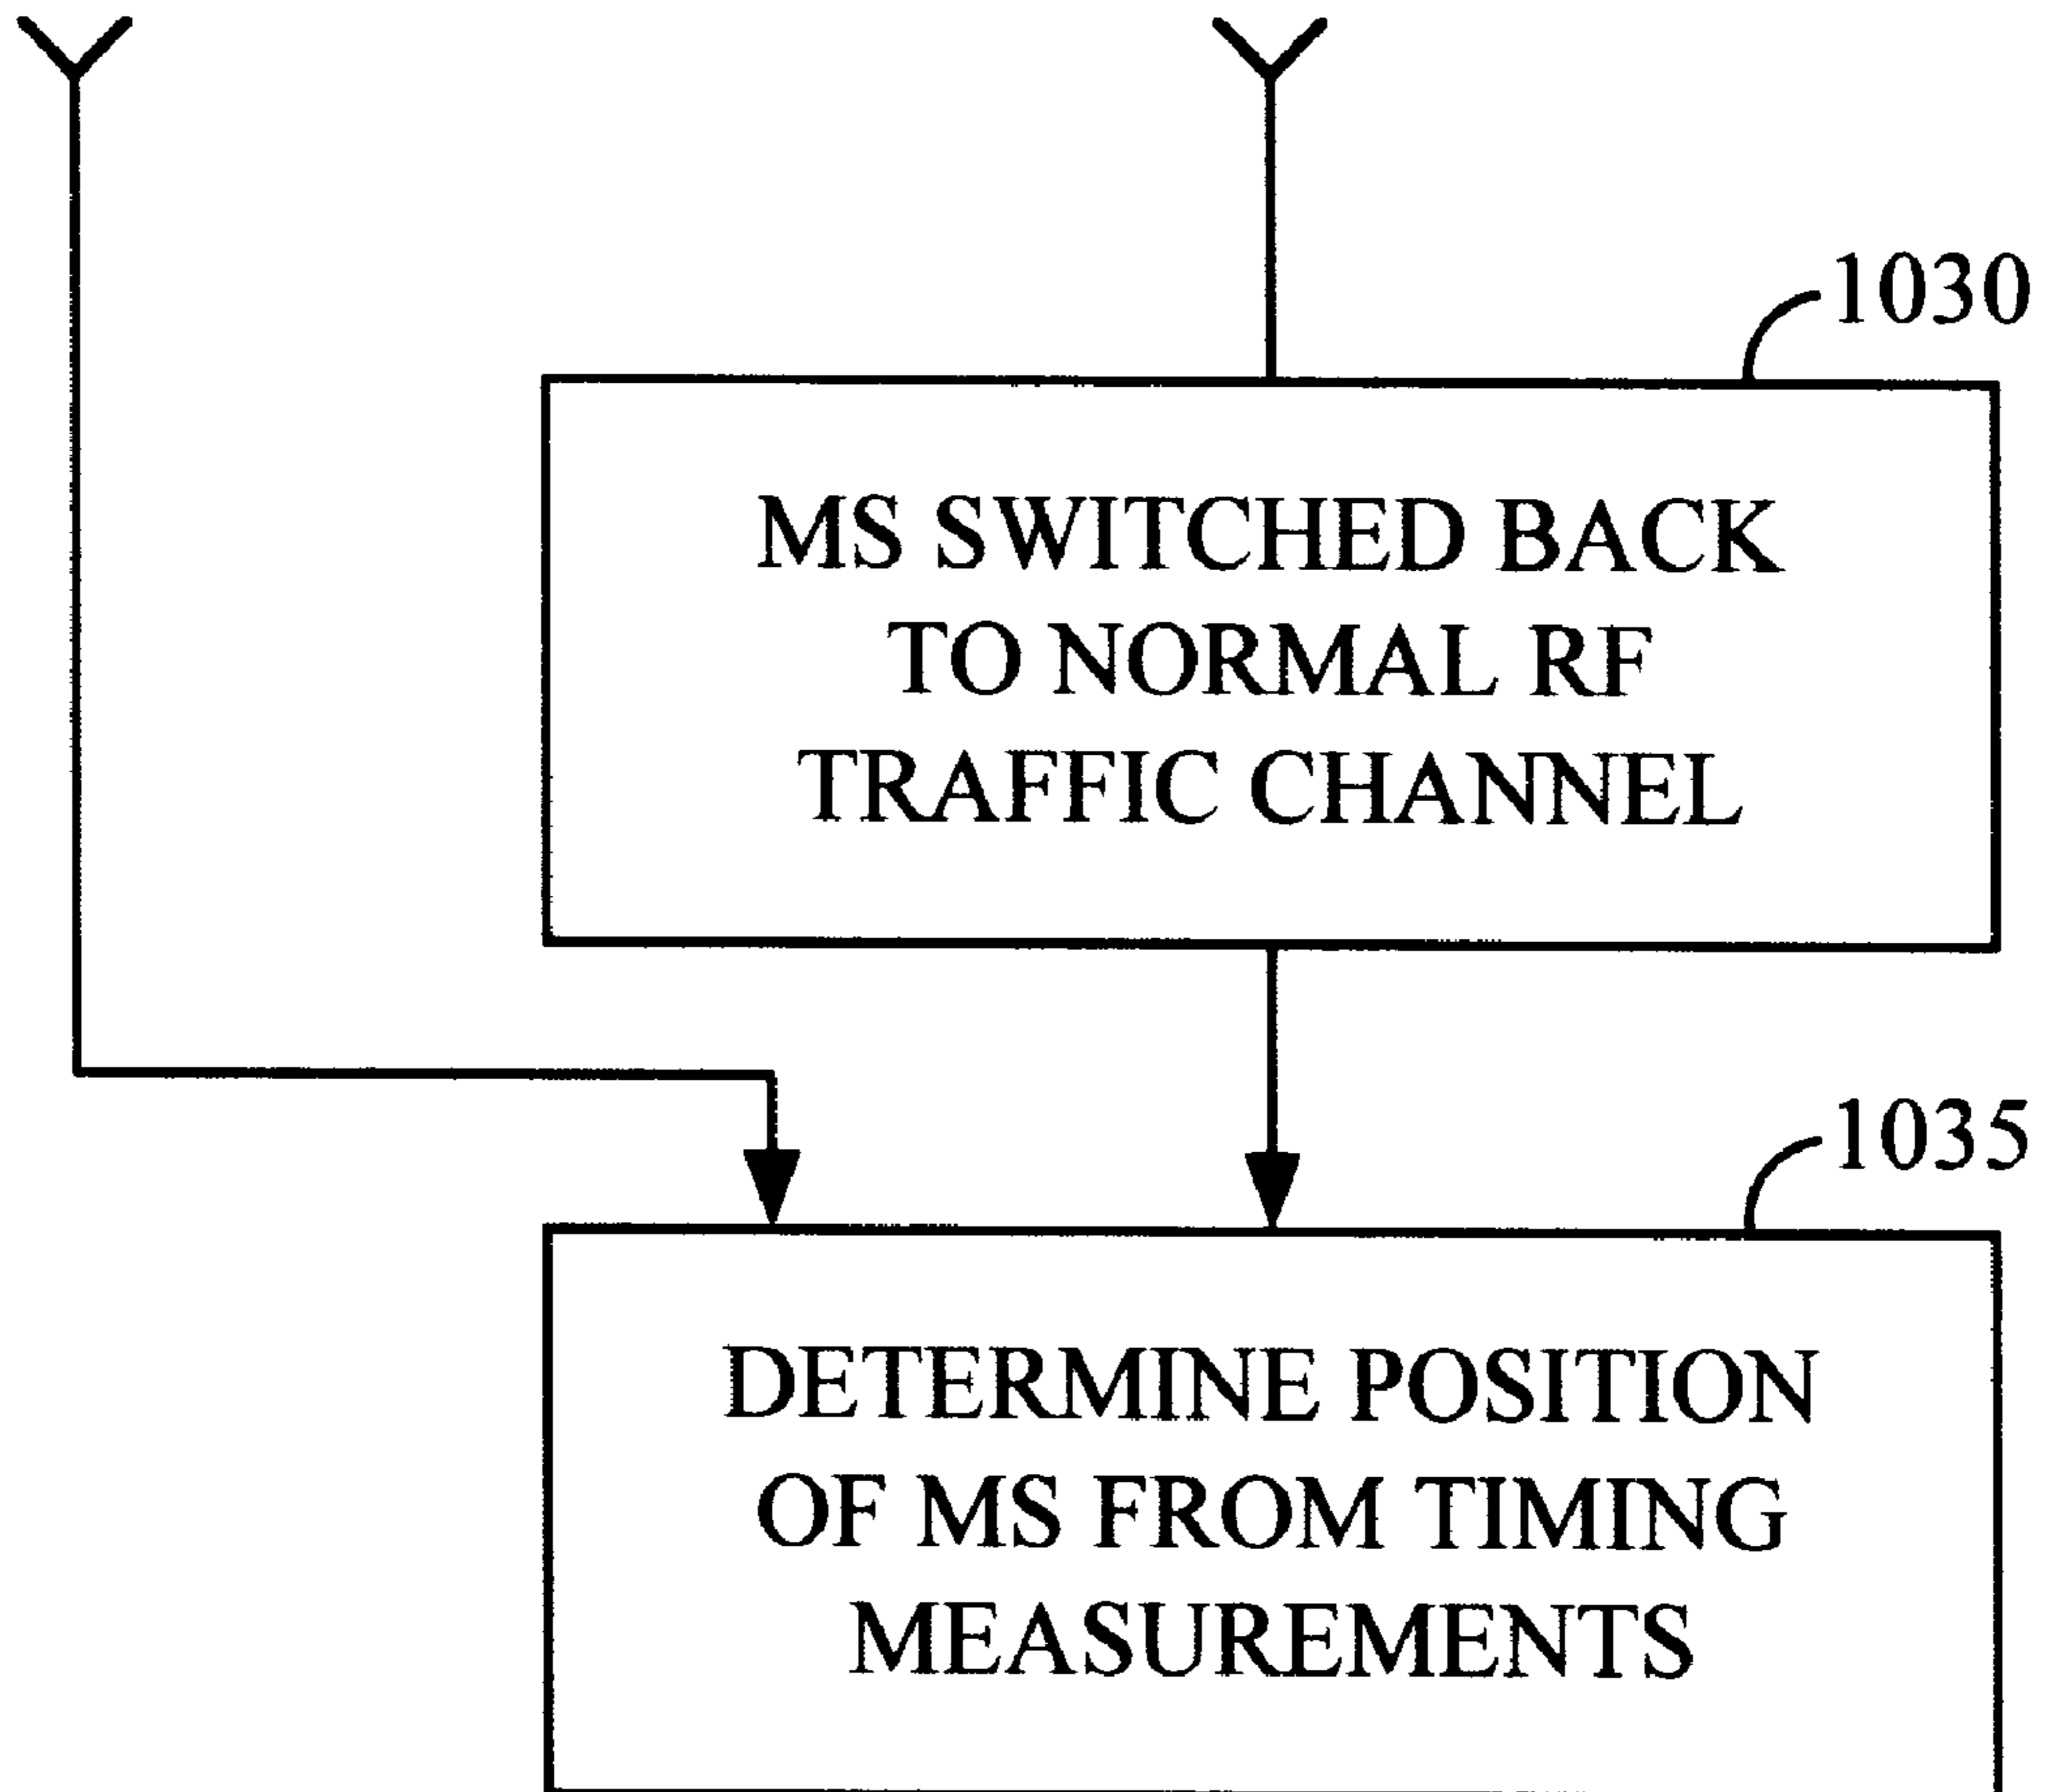 1030
MS SWITCHED BACK
TO NORMAL RF
TRAFFIC CHANNEL
1035
DETERMINE POSITION
OF MS FROM TIMING
MEASUREMENTS